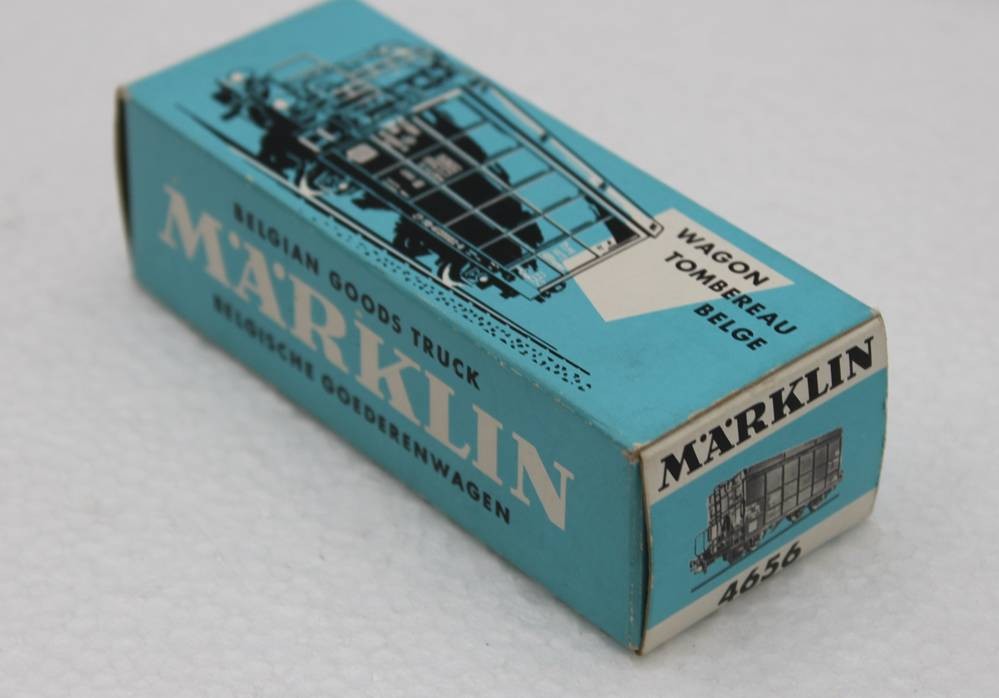 WAGON
TOMBEREAU
BELGE
BELGIAN GOODS TRUCK
MÄRKLIN
BELGISCHE GOEDERENWAGEN
MÄRKLIN
4656